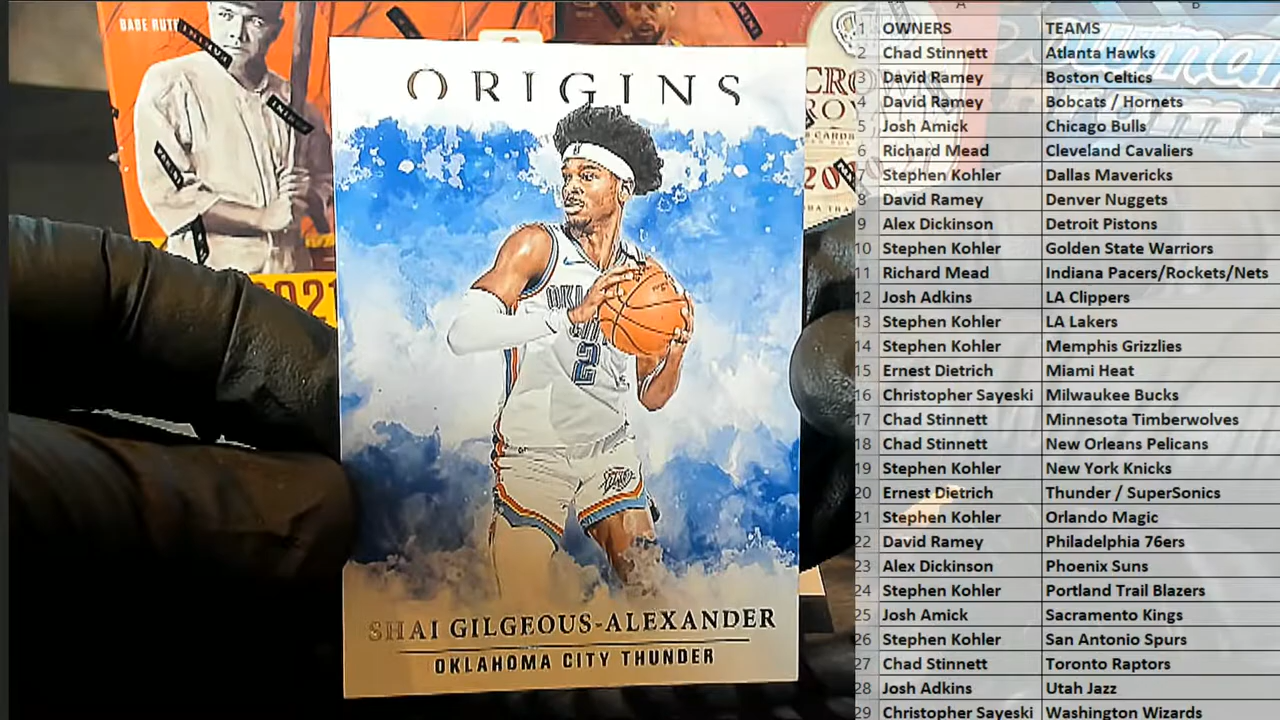 BABE RUTH
ORIGINS
OKL
2
SHAI GILGEOUS-ALEXANDER
OKLAHOMA CITY THUNDER
2021
CRO
ROY
A B
1 OWNERS TEAMS
2 Chad Stinnett Atlanta Hawks
3 David Ramey Boston Celtics
4 David Ramey Bobcats / Hornets
5 Josh Amick Chicago Bulls
6 Richard Mead Cleveland Cavaliers
7 Stephen Kohler Dallas Mavericks
8 David Ramey Denver Nuggets
9 Alex Dickinson Detroit Pistons
10 Stephen Kohler Golden State Warriors
11 Richard Mead Indiana Pacers/Rockets/Nets
12 Josh Adkins LA Clippers
13 Stephen Kohler LA Lakers
14 Stephen Kohler Memphis Grizzlies
15 Ernest Dietrich Miami Heat
16 Christopher Sayeski Milwaukee Bucks
17 Chad Stinnett Minnesota Timberwolves
18 Chad Stinnett New Orleans Pelicans
19 Stephen Kohler New York Knicks
20 Ernest Dietrich Thunder / SuperSonics
21 Stephen Kohler Orlando Magic
22 David Ramey Philadelphia 76ers
23 Alex Dickinson Phoenix Suns
24 Stephen Kohler Portland Trail Blazers
25 Josh Amick Sacramento Kings
26 Stephen Kohler San Antonio Spurs
27 Chad Stinnett Toronto Raptors
28 Josh Adkins Utah Jazz
29 Christopher Sayeski Washington Wizards